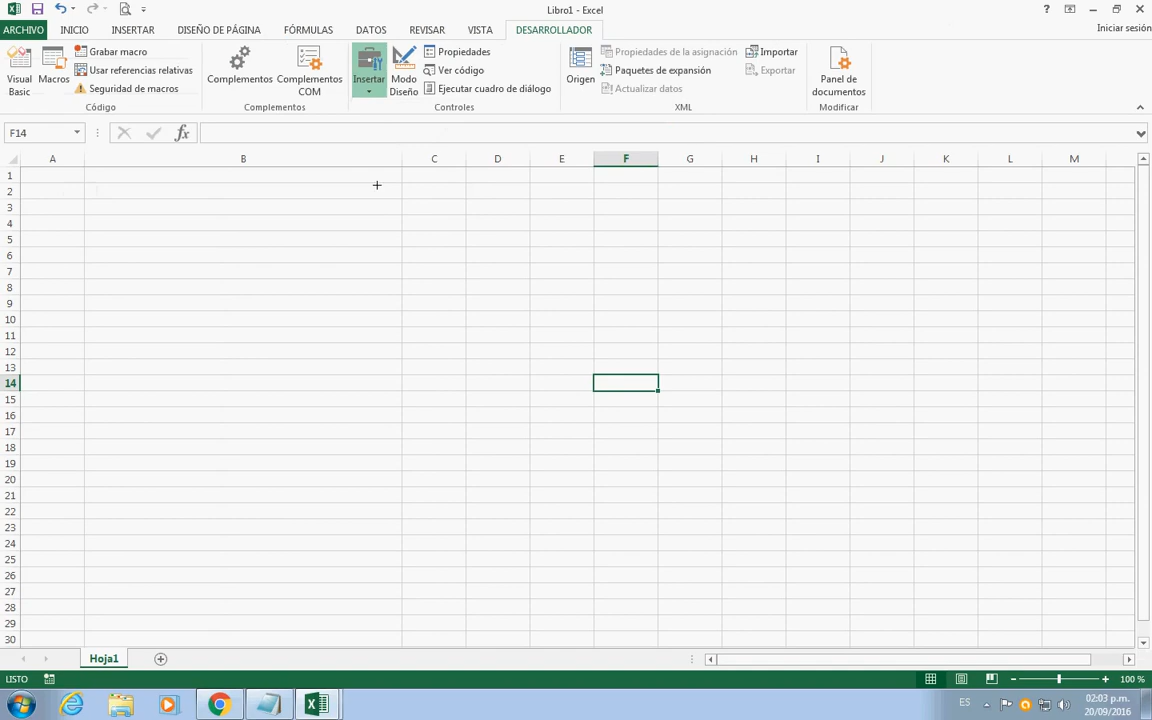 Libro1 - Excel
?
ARCHIVO INICIO INSERTAR DISEÑO DE PÁGINA FÓRMULAS DATOS REVISAR VISTA DESARROLLADOR
Iniciar sesión
Visual Basic
Macros
Grabar macro
Usar referencias relativas
Seguridad de macros
Código
Complementos
Complementos COM
Complementos
Insertar
Modo Diseño
Propiedades
Ver código
Ejecutar cuadro de diálogo
Controles
Origen
Propiedades de la asignación
Paquetes de expansión
Actualizar datos
Importar
Exportar
XML
Panel de documentos
Modificar
F14
fx
A B C D E F G H I J K L M
1
2
3
4
5
6
7
8
9
10
11
12
13
14
15
16
17
18
19
20
21
22
23
24
25
26
27
28
29
30
Hoja1
LISTO
100 %
ES
02:03 p.m.
20/09/2016